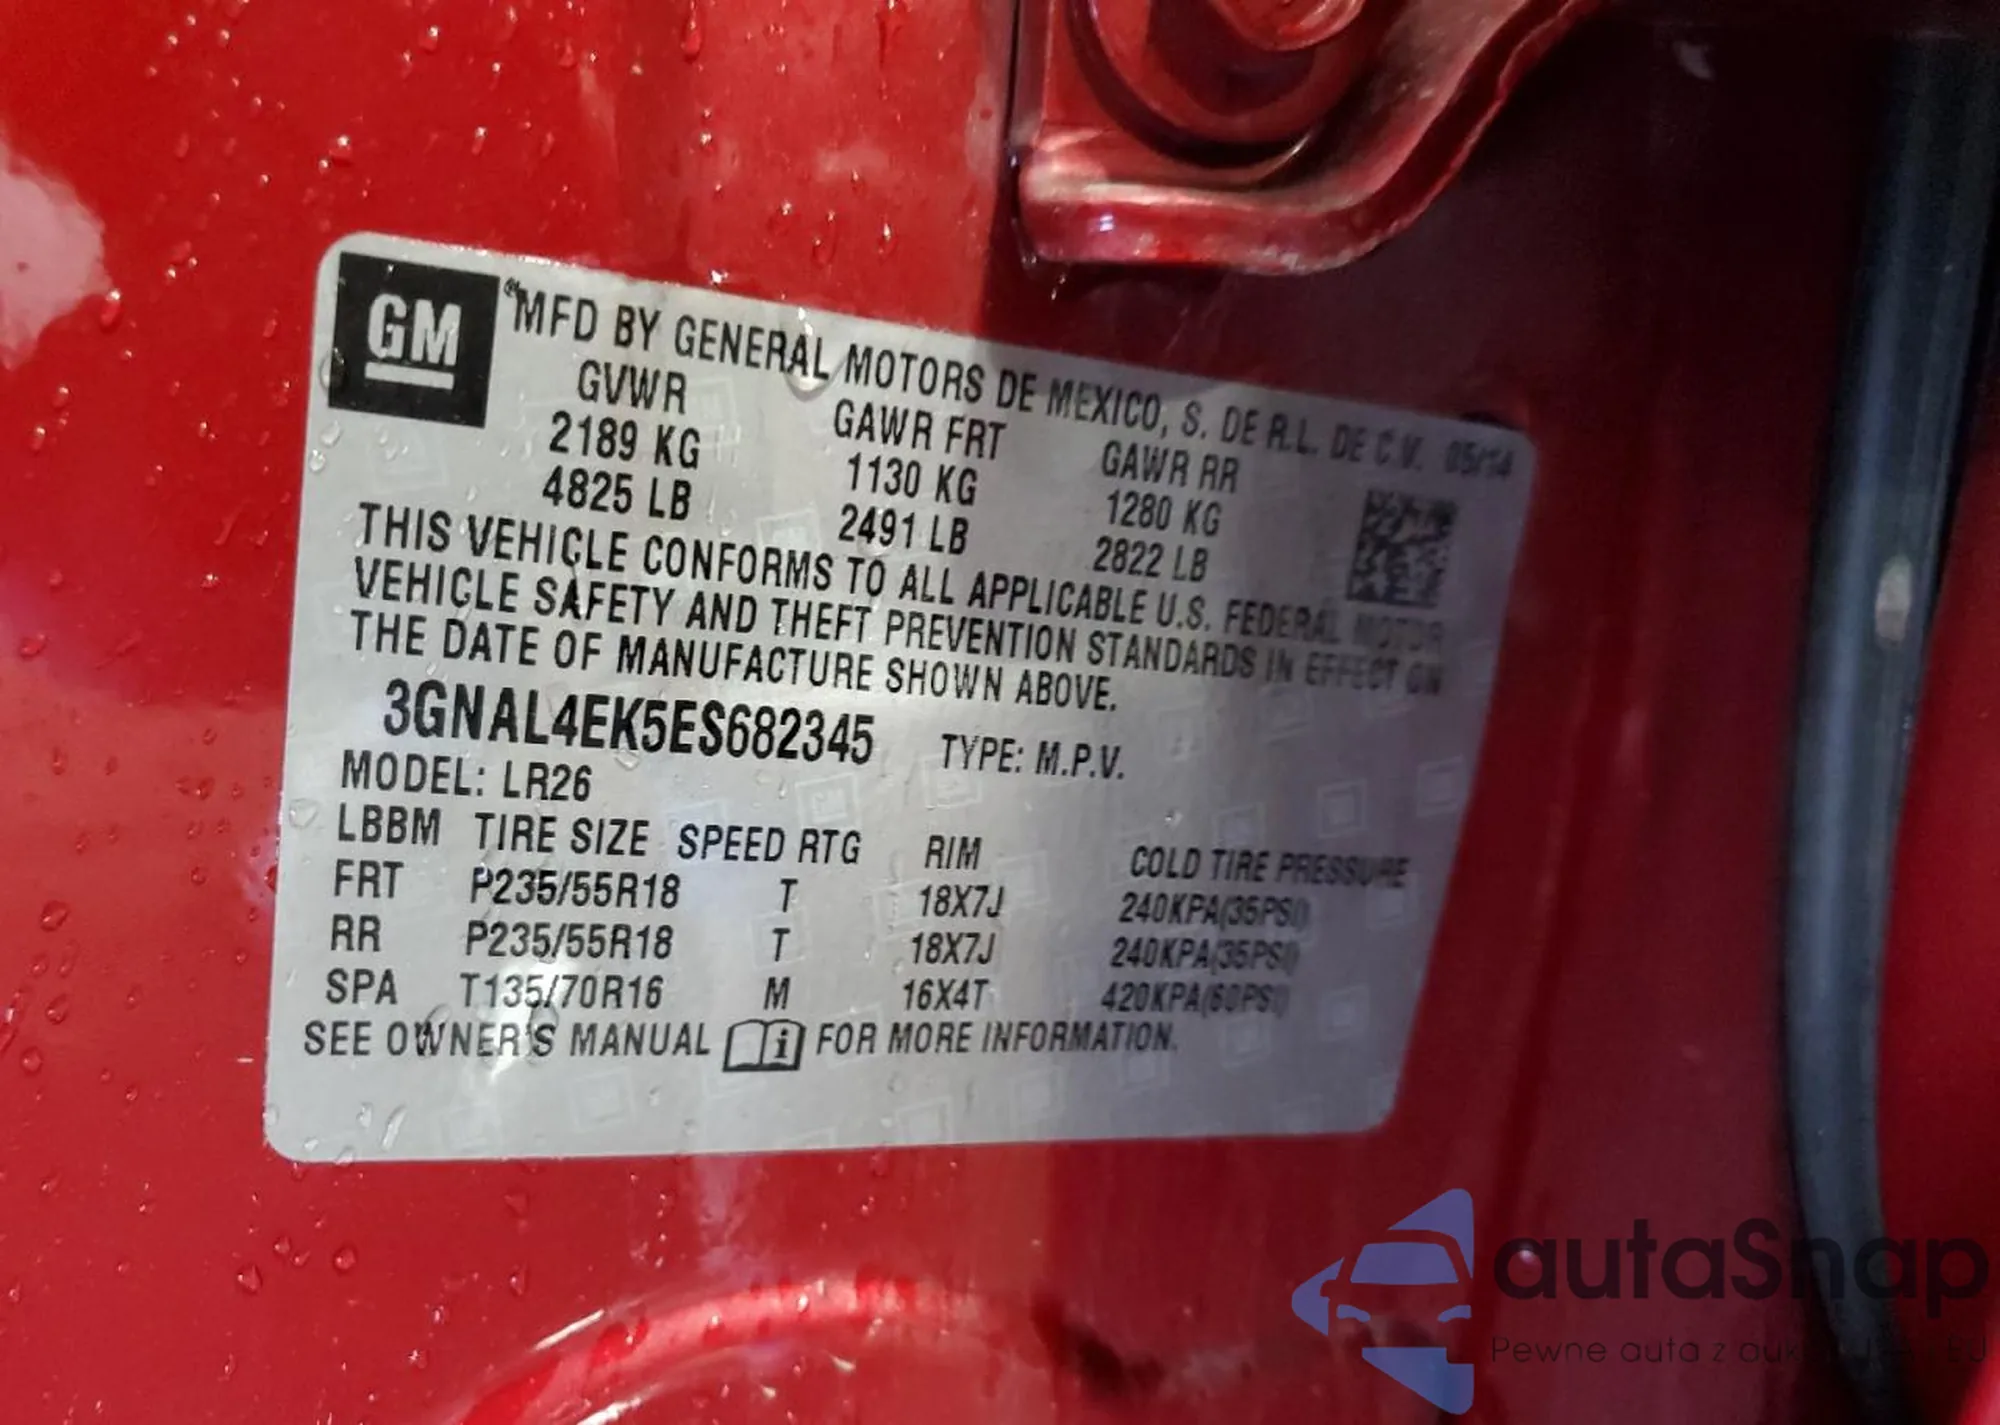 GM
MFD BY GENERAL MOTORS DE MEXICO, S. DE R.L. DE C.V. 05/14
GVWR GAWR FRT GAWR RR
2189 KG 1130 KG 1280 KG
4825 LB 2491 LB 2822 LB
THIS VEHICLE CONFORMS TO ALL APPLICABLE U.S. FEDERAL MOTOR
VEHICLE SAFETY AND THEFT PREVENTION STANDARDS IN EFFECT ON
THE DATE OF MANUFACTURE SHOWN ABOVE.
3GNAL4EK5ES682345 TYPE: M.P.V.
MODEL: LR26
LBBM TIRE SIZE SPEED RTG RIM COLD TIRE PRESSURE
FRT P235/55R18 T 18X7J 240KPA(35PSI)
RR P235/55R18 T 18X7J 240KPA(35PSI)
SPA T135/70R16 M 16X4T 420KPA(60PSI)
SEE OWNER'S MANUAL i FOR MORE INFORMATION.
autaSnap
Pewne auta z